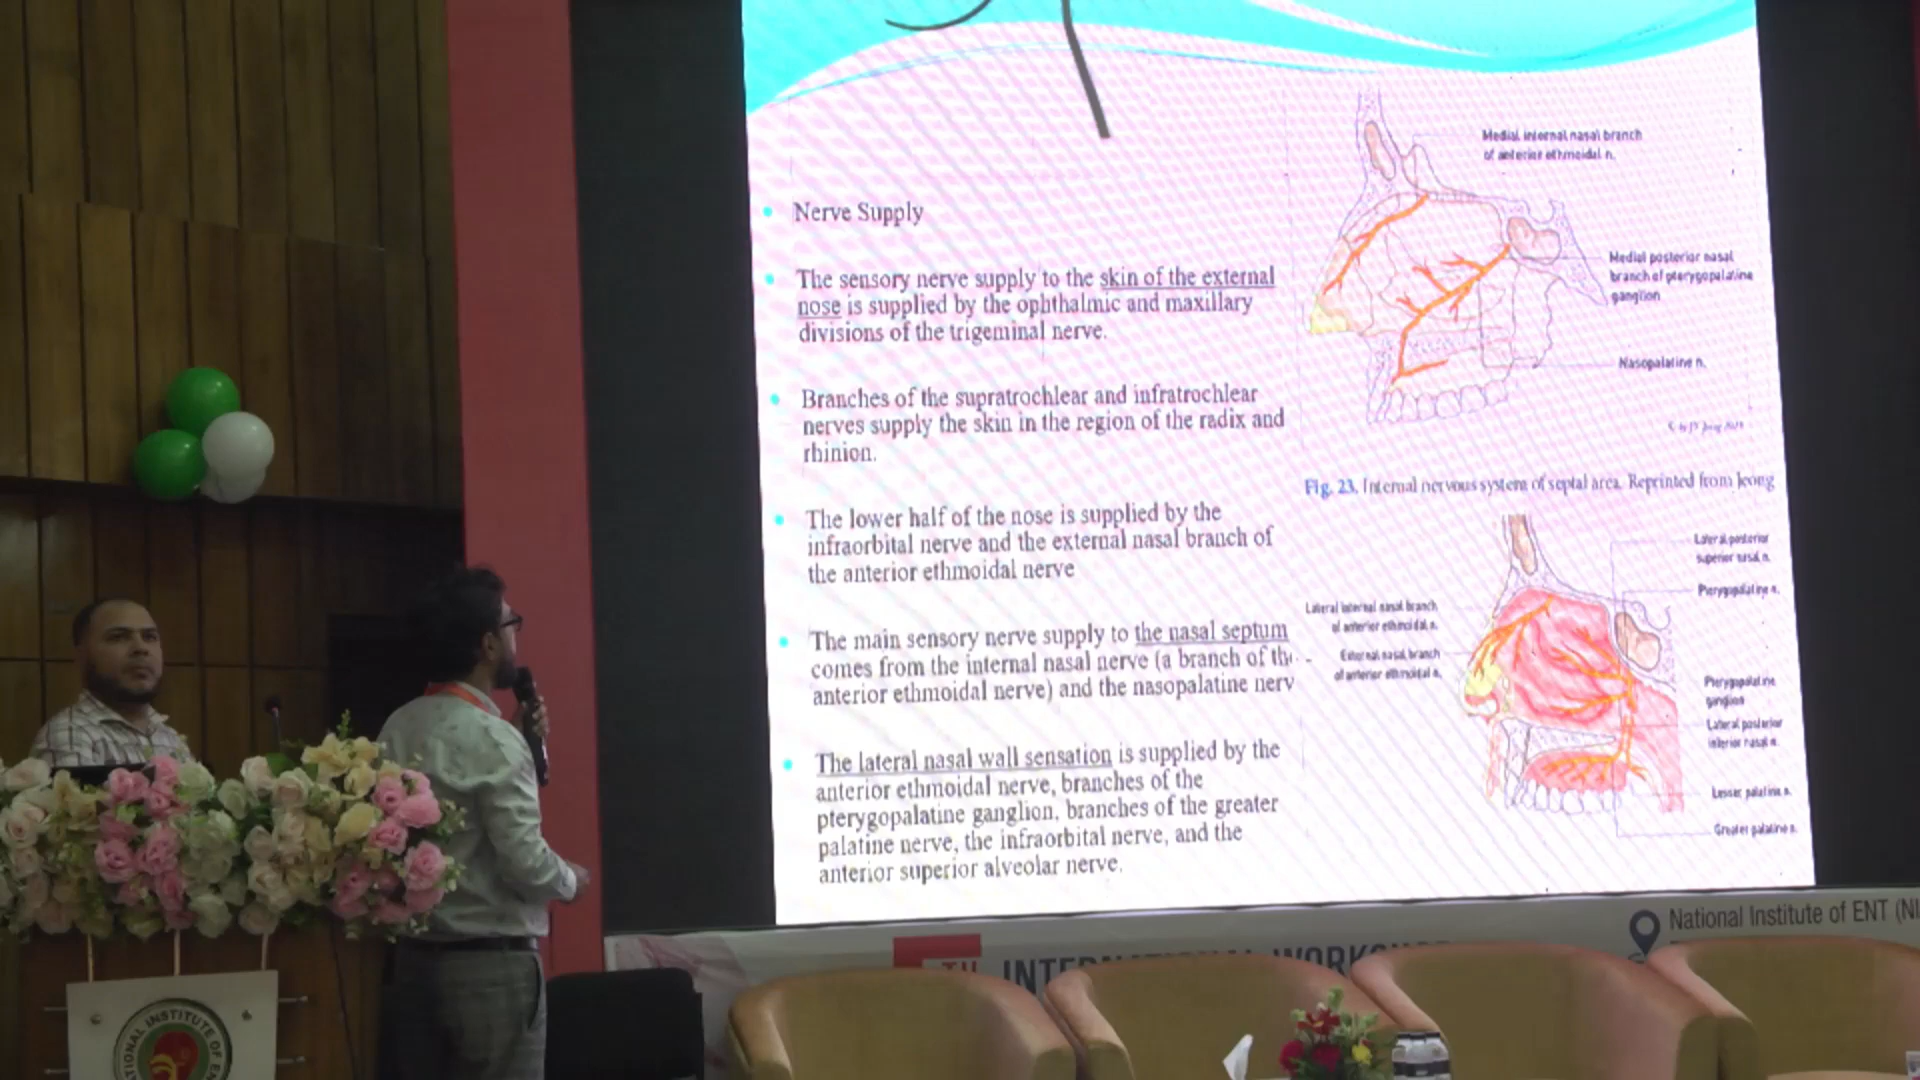 Nerve Supply
The sensory nerve supply to the skin of the external
nose is supplied by the ophthalmic and maxillary
divisions of the trigeminal nerve.
Branches of the supratrochlear and infratrochlear
nerves supply the skin in the region of the radix and
rhinion.
The lower half of the nose is supplied by the
infraorbital nerve and the external nasal branch of
the anterior ethmoidal nerve
The main sensory nerve supply to the nasal septum
comes from the internal nasal nerve (a branch of the
anterior ethmoidal nerve) and the nasopalatine nerv
The lateral nasal wall sensation is supplied by the
anterior ethmoidal nerve, branches of the
pterygopalatine ganglion, branches of the greater
palatine nerve, the infraorbital nerve, and the
anterior superior alveolar nerve.
Medial internal nasal branch
of anterior ethmoidal n.
Medial posterior nasal
branch of pterygopalatine
ganglion
Nasopalatine n.
Fig. 23. Internal nervous system of septal area. Reprinted from Jeong
Lateral posterior
superior nasal n.
Pterygopalatine n.
Lateral internal nasal branch
of anterior ethmoidal n.
External nasal branch
of anterior ethmoidal n.
Pterygopalatine
ganglion
Lateral posterior
inferior nasal n.
Lesser palatine n.
Greater palatine n.
National Institute of ENT (NI
TH INTERNATIONAL WORKSHOP
NATIONAL INSTITUTE OF EN